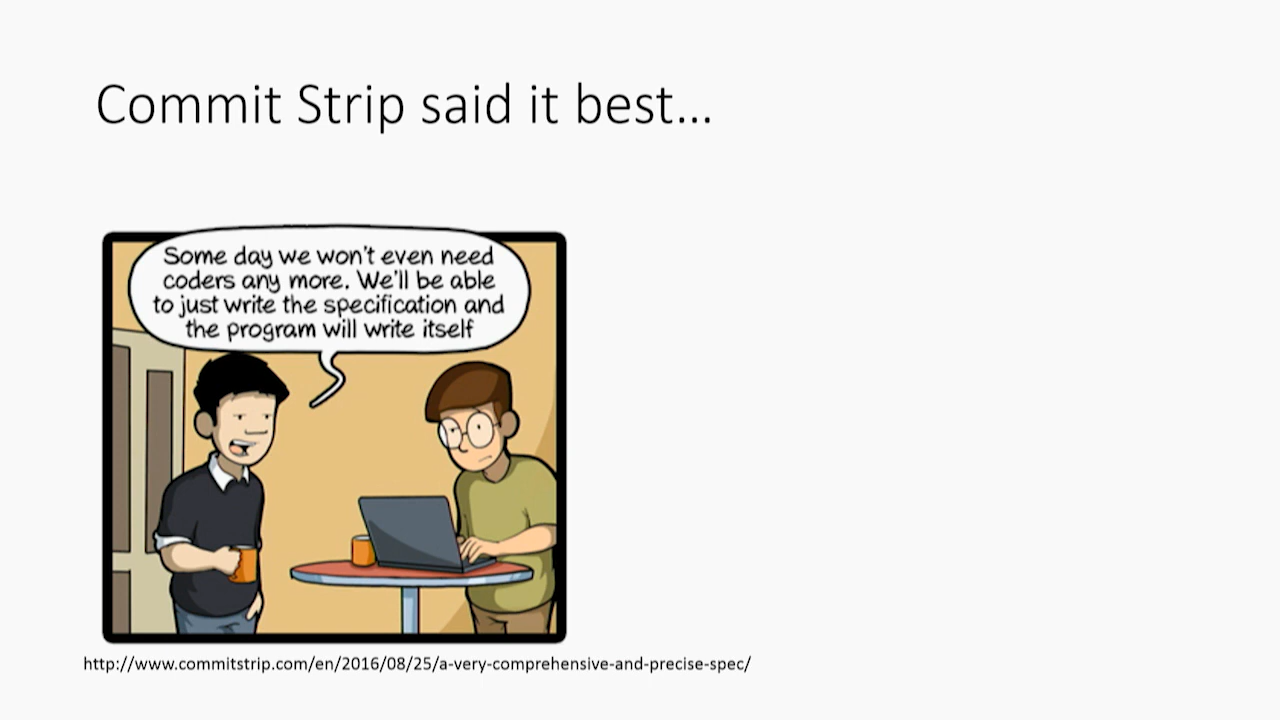 Commit Strip said it best...
Some day we won't even need
coders any more. We'll be able
to just write the specification and
the program will write itself
http://www.commitstrip.com/en/2016/08/25/a-very-comprehensive-and-precise-spec/